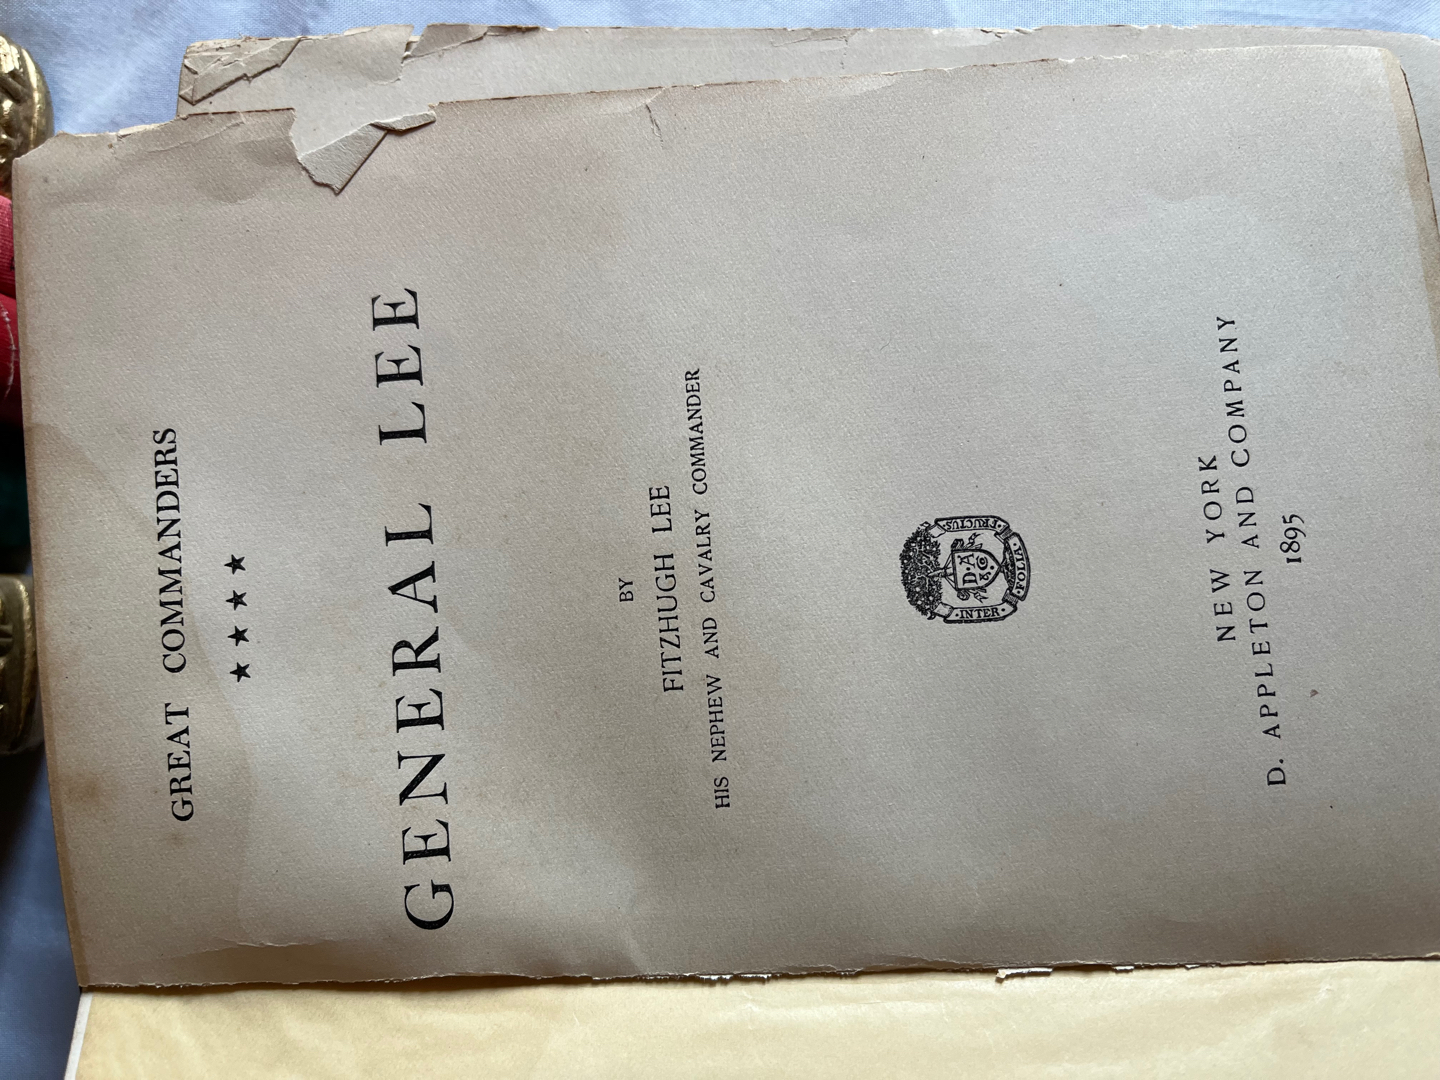 GREAT COMMANDERS
★ ★ ★ ★
GENERAL LEE
BY
FITZHUGH LEE
HIS NEPHEW AND CAVALRY COMMANDER
INTER · FOLIA · FRUCTUS
D. A & Co
NEW YORK
D. APPLETON AND COMPANY
1895